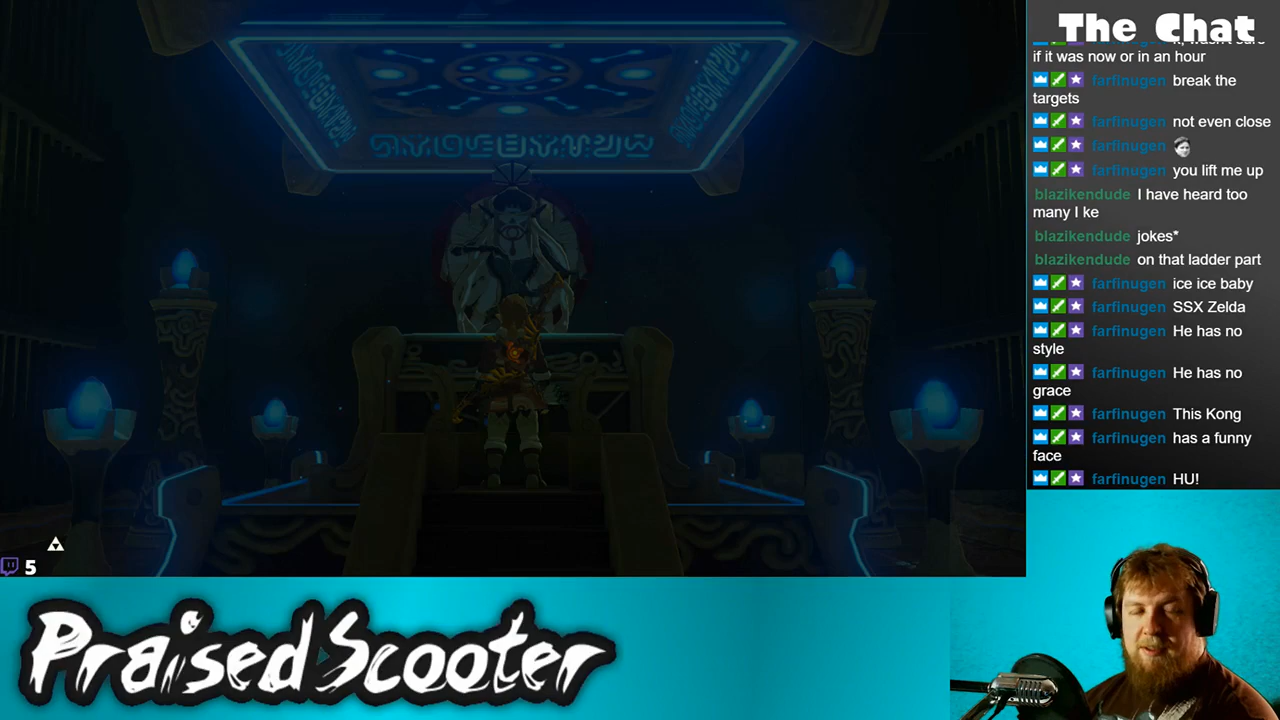 The Chat
if it was now or in an hour
farfinugen break the
targets
farfinugen not even close
farfinugen
farfinugen you lift me up
blazikendude I have heard too
many I ke
blazikendude jokes*
blazikendude on that ladder part
farfinugen ice ice baby
farfinugen SSX Zelda
farfinugen He has no
style
farfinugen He has no
grace
farfinugen This Kong
farfinugen has a funny
face
farfinugen HU!
5
PraisedScooter